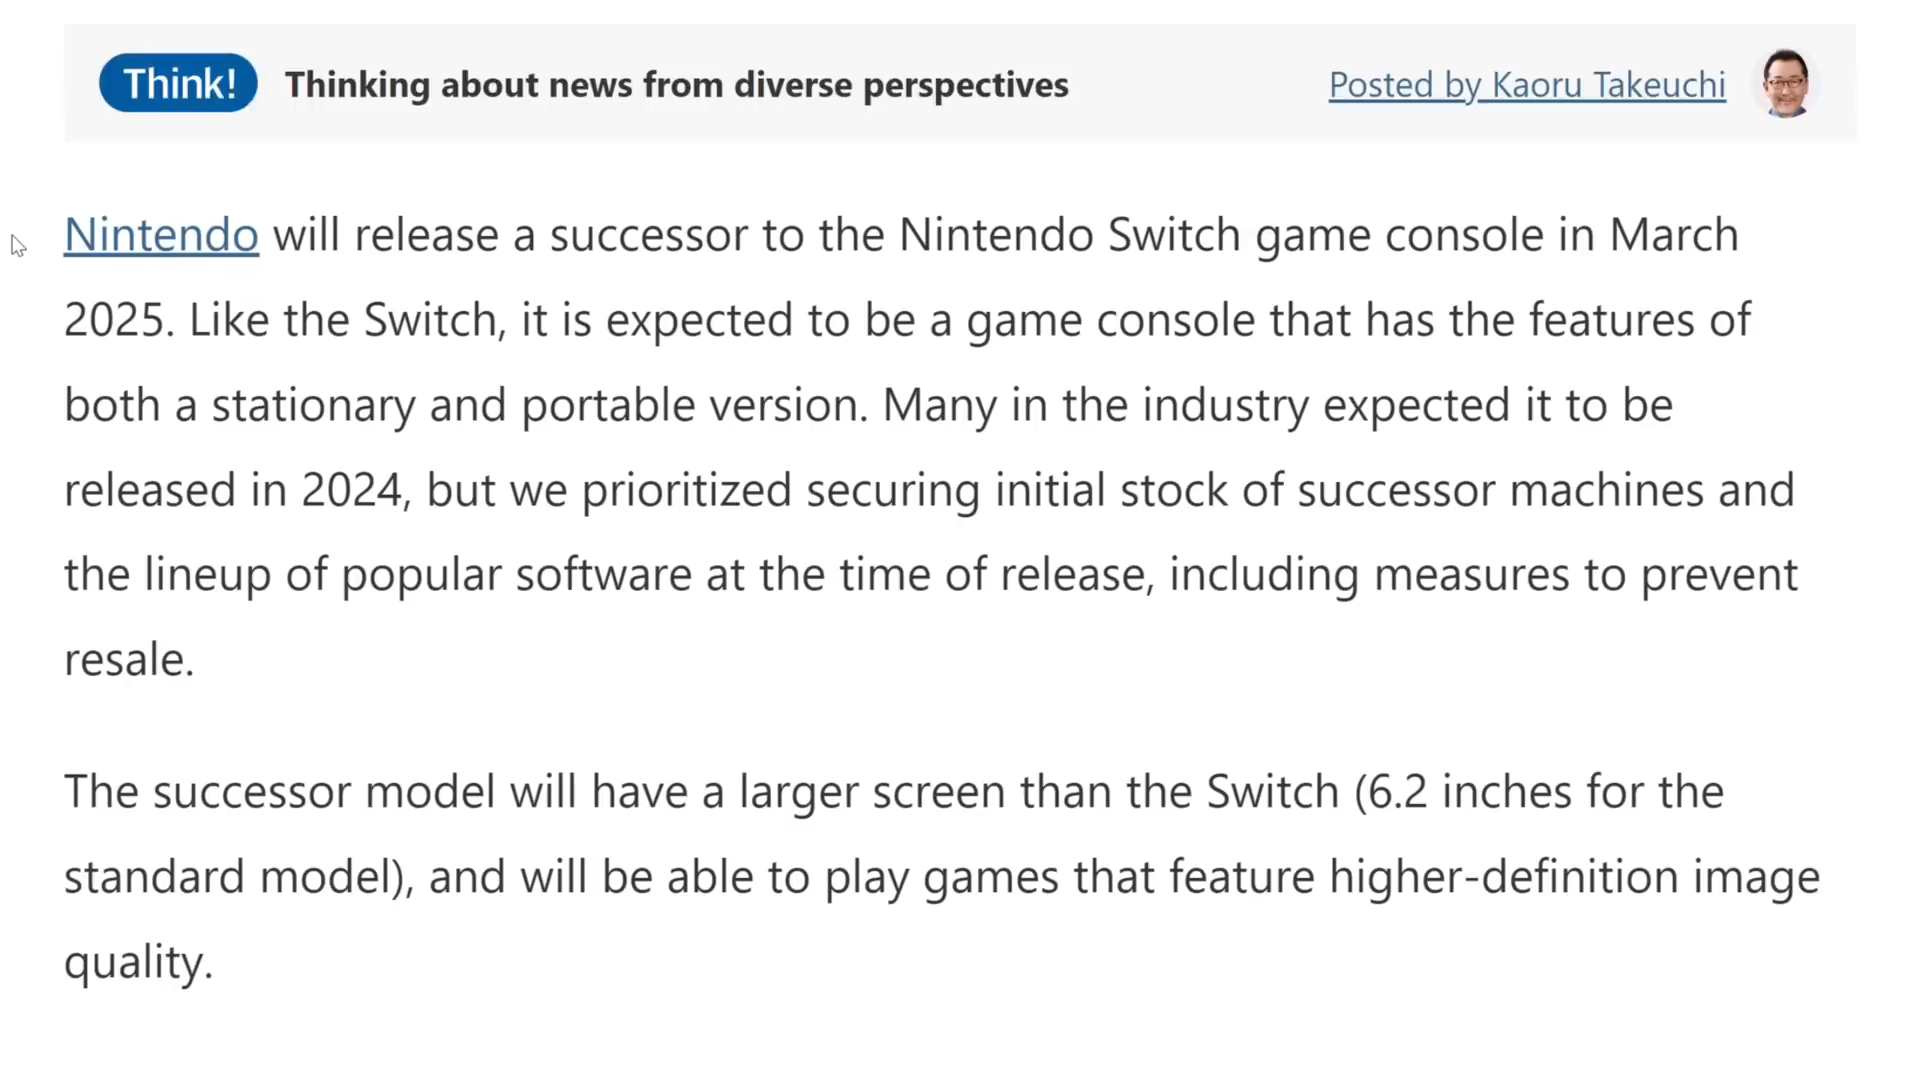 Think! Thinking about news from diverse perspectives Posted by Kaoru Takeuchi
Nintendo will release a successor to the Nintendo Switch game console in March
2025. Like the Switch, it is expected to be a game console that has the features of
both a stationary and portable version. Many in the industry expected it to be
released in 2024, but we prioritized securing initial stock of successor machines and
the lineup of popular software at the time of release, including measures to prevent
resale.
The successor model will have a larger screen than the Switch (6.2 inches for the
standard model), and will be able to play games that feature higher-definition image
quality.